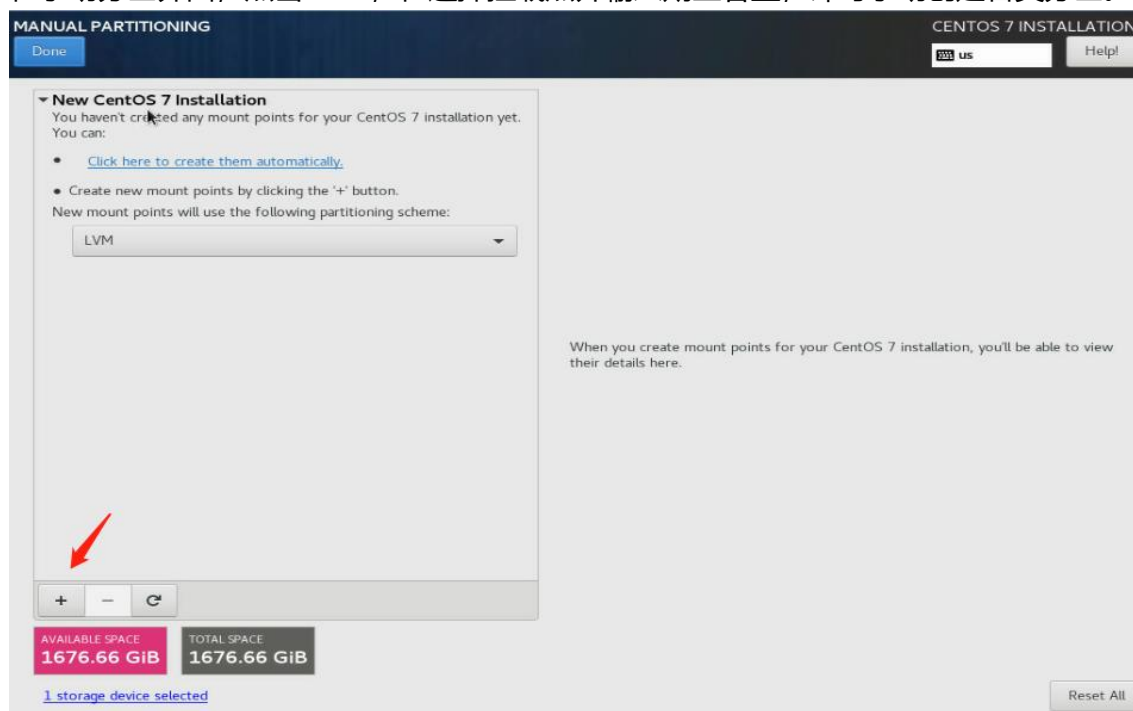 MANUAL PARTITIONING
CENTOS 7 INSTALLATION
Done
us
Help!
New CentOS 7 Installation
You haven't created any mount points for your CentOS 7 installation yet.
You can:
• Click here to create them automatically.
• Create new mount points by clicking the '+' button.
New mount points will use the following partitioning scheme:
LVM
When you create mount points for your CentOS 7 installation, you'll be able to view
their details here.
+ −
AVAILABLE SPACE
1676.66 GiB
TOTAL SPACE
1676.66 GiB
1 storage device selected
Reset All